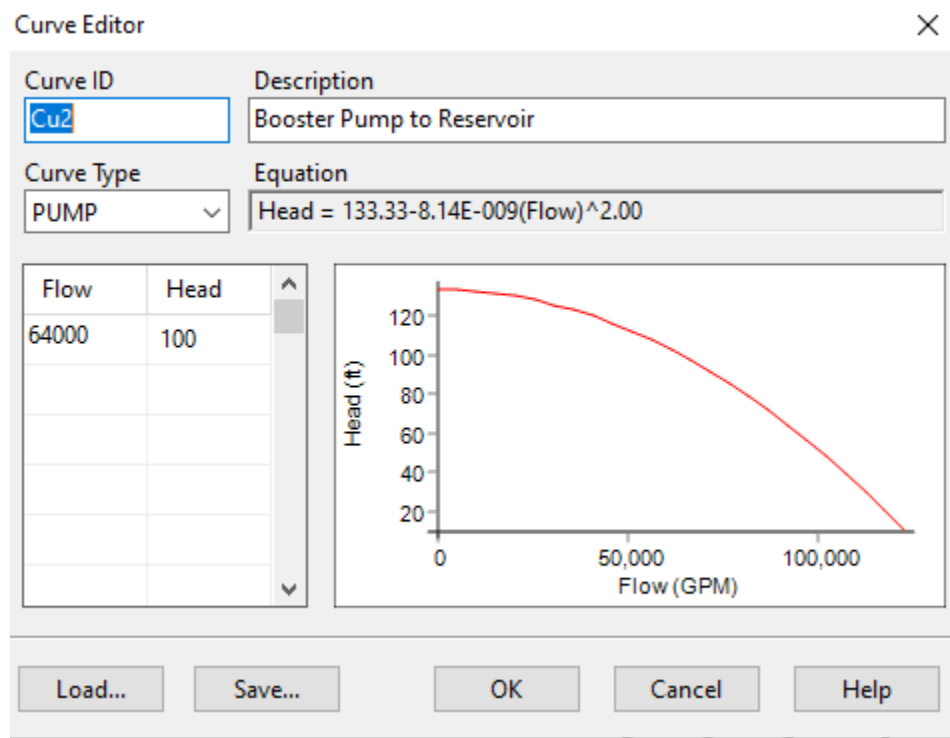 Curve Editor
Curve ID Description
Cu2 Booster Pump to Reservoir
Curve Type Equation
PUMP Head = 133.33-8.14E-009(Flow)^2.00
Flow Head
64000 100
120
100
80
60
40
20
Head (ft)
0 50,000 100,000
Flow (GPM)
Load... Save... OK Cancel Help